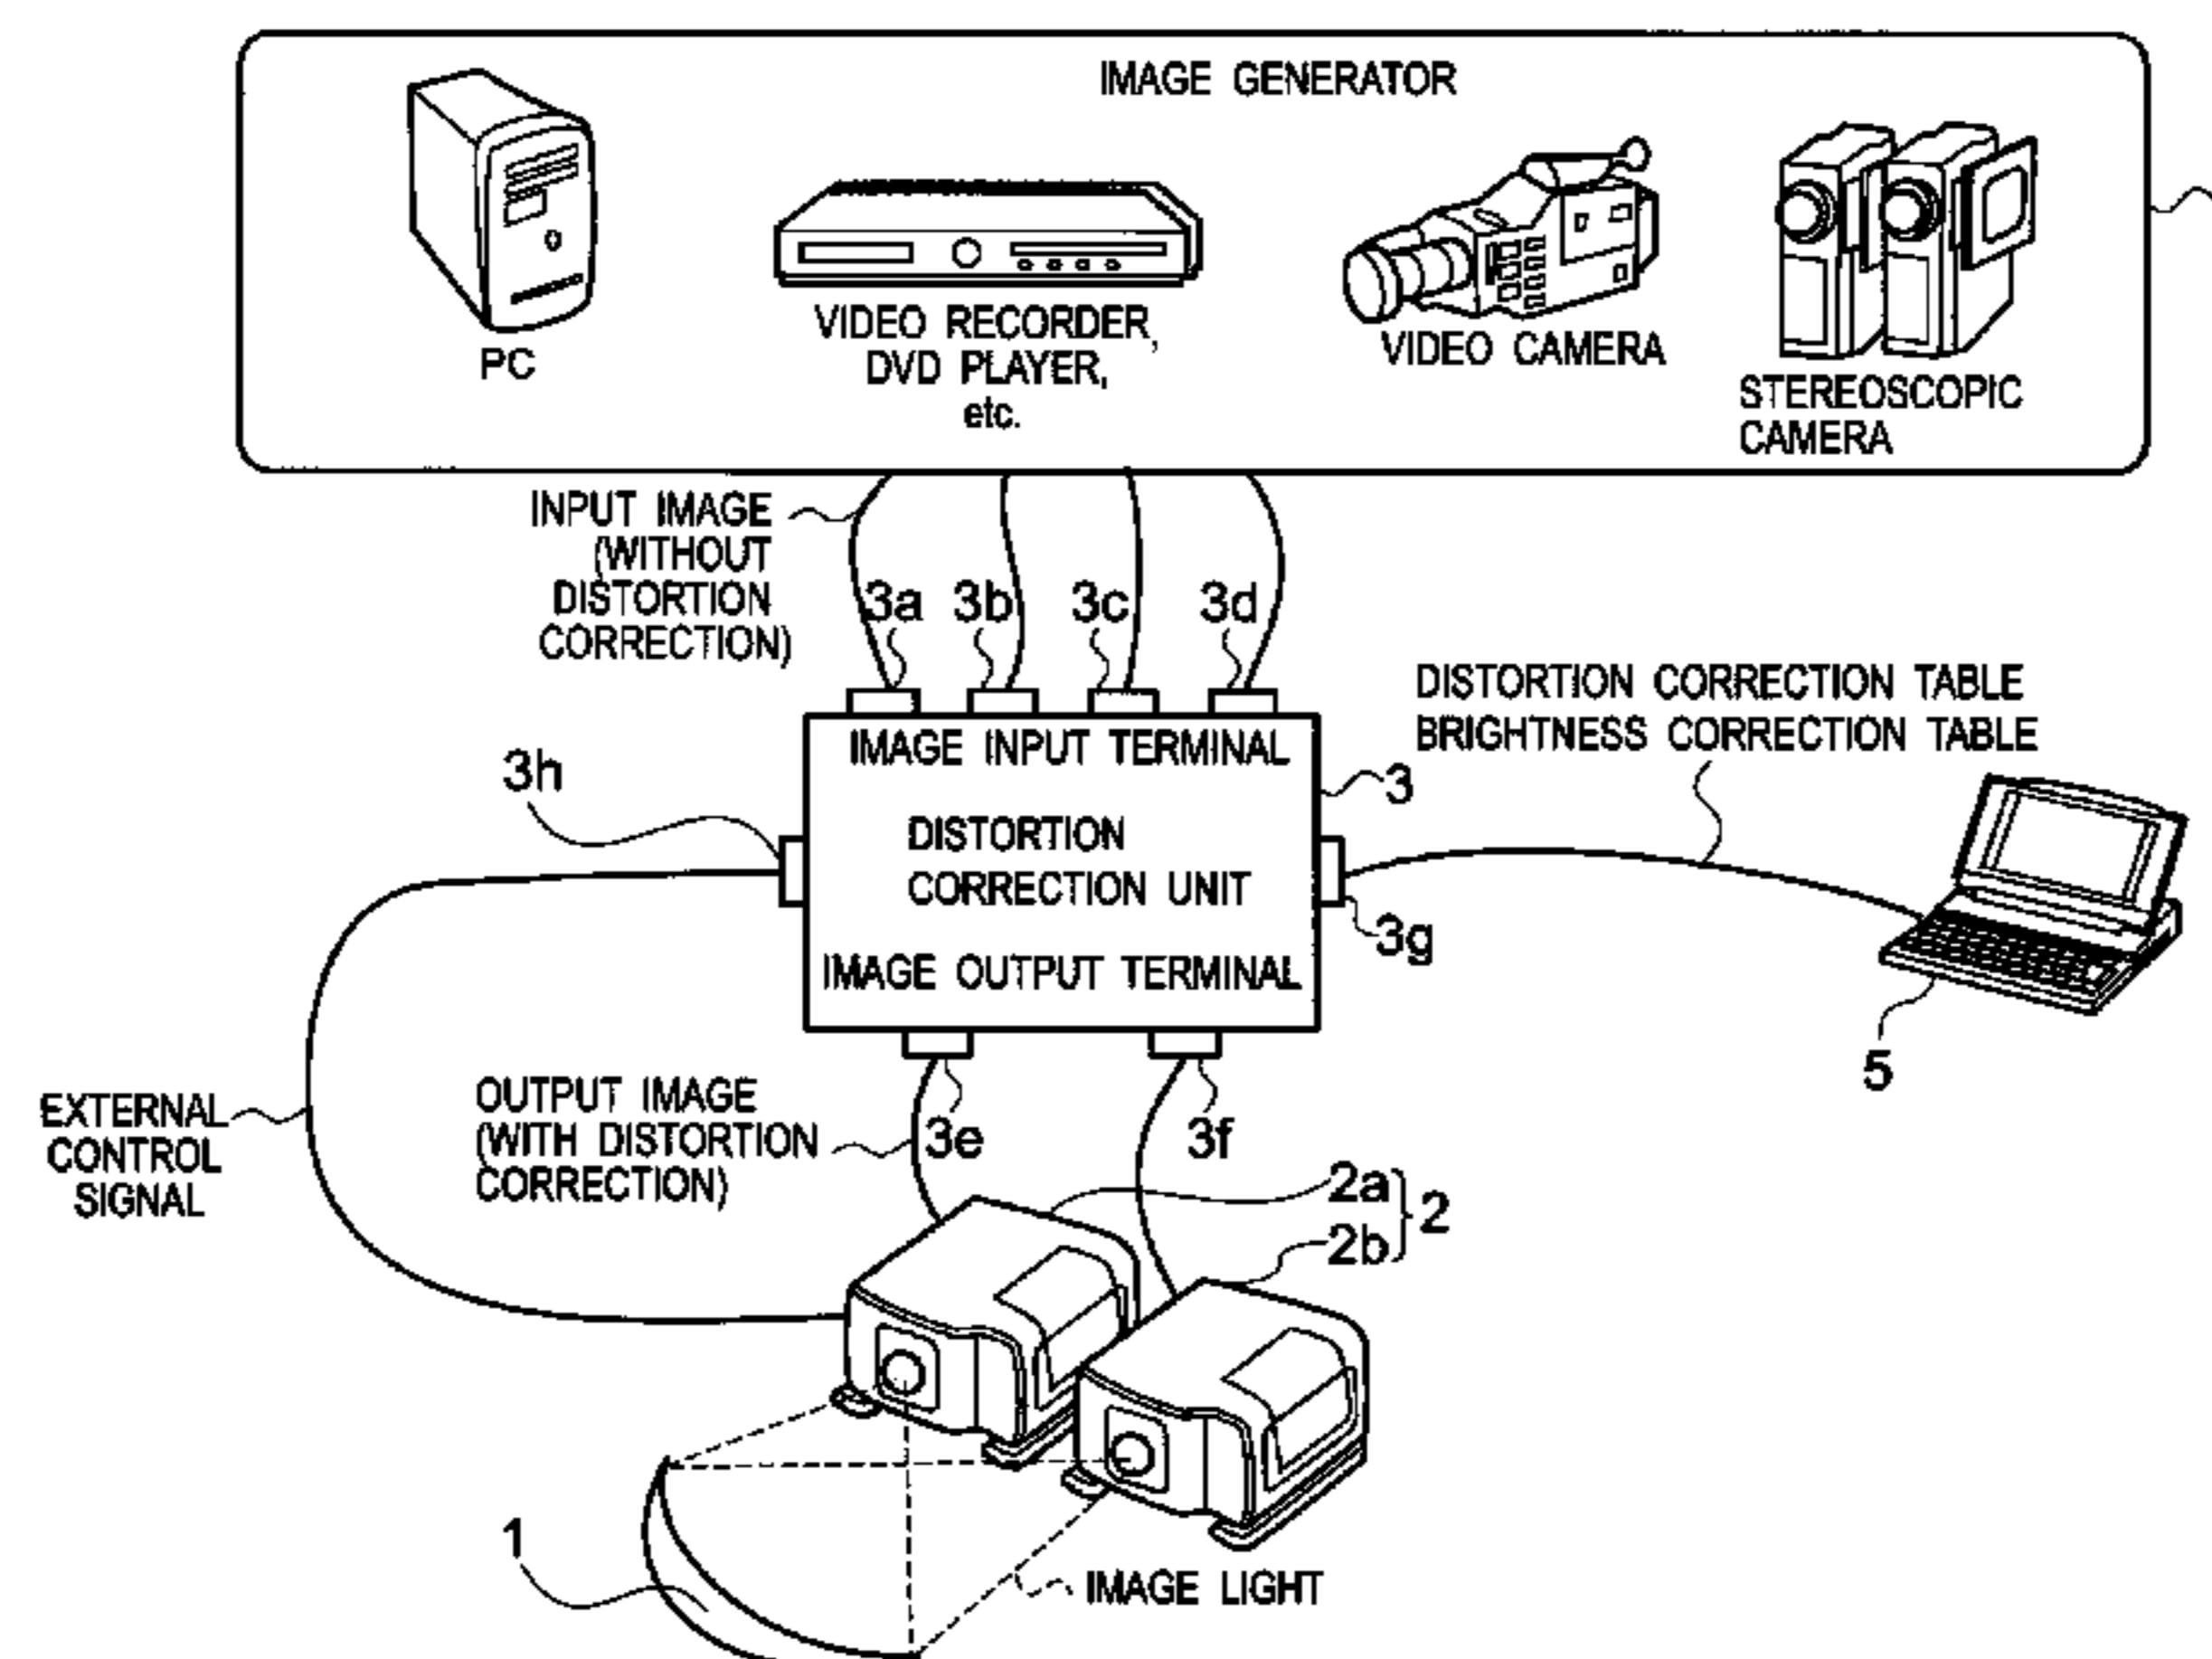 IMAGE GENERATOR
PC
VIDEO RECORDER,
DVD PLAYER,
etc.
VIDEO CAMERA
STEREOSCOPIC
CAMERA
INPUT IMAGE
(WITHOUT
DISTORTION
CORRECTION)
3a 3b 3c 3d
IMAGE INPUT TERMINAL
DISTORTION
CORRECTION UNIT
IMAGE OUTPUT TERMINAL
3h
3
3g
DISTORTION CORRECTION TABLE
BRIGHTNESS CORRECTION TABLE
5
EXTERNAL
CONTROL
SIGNAL
OUTPUT IMAGE
(WITH DISTORTION
CORRECTION)
3e
3f
2a
2b
2
1
IMAGE LIGHT